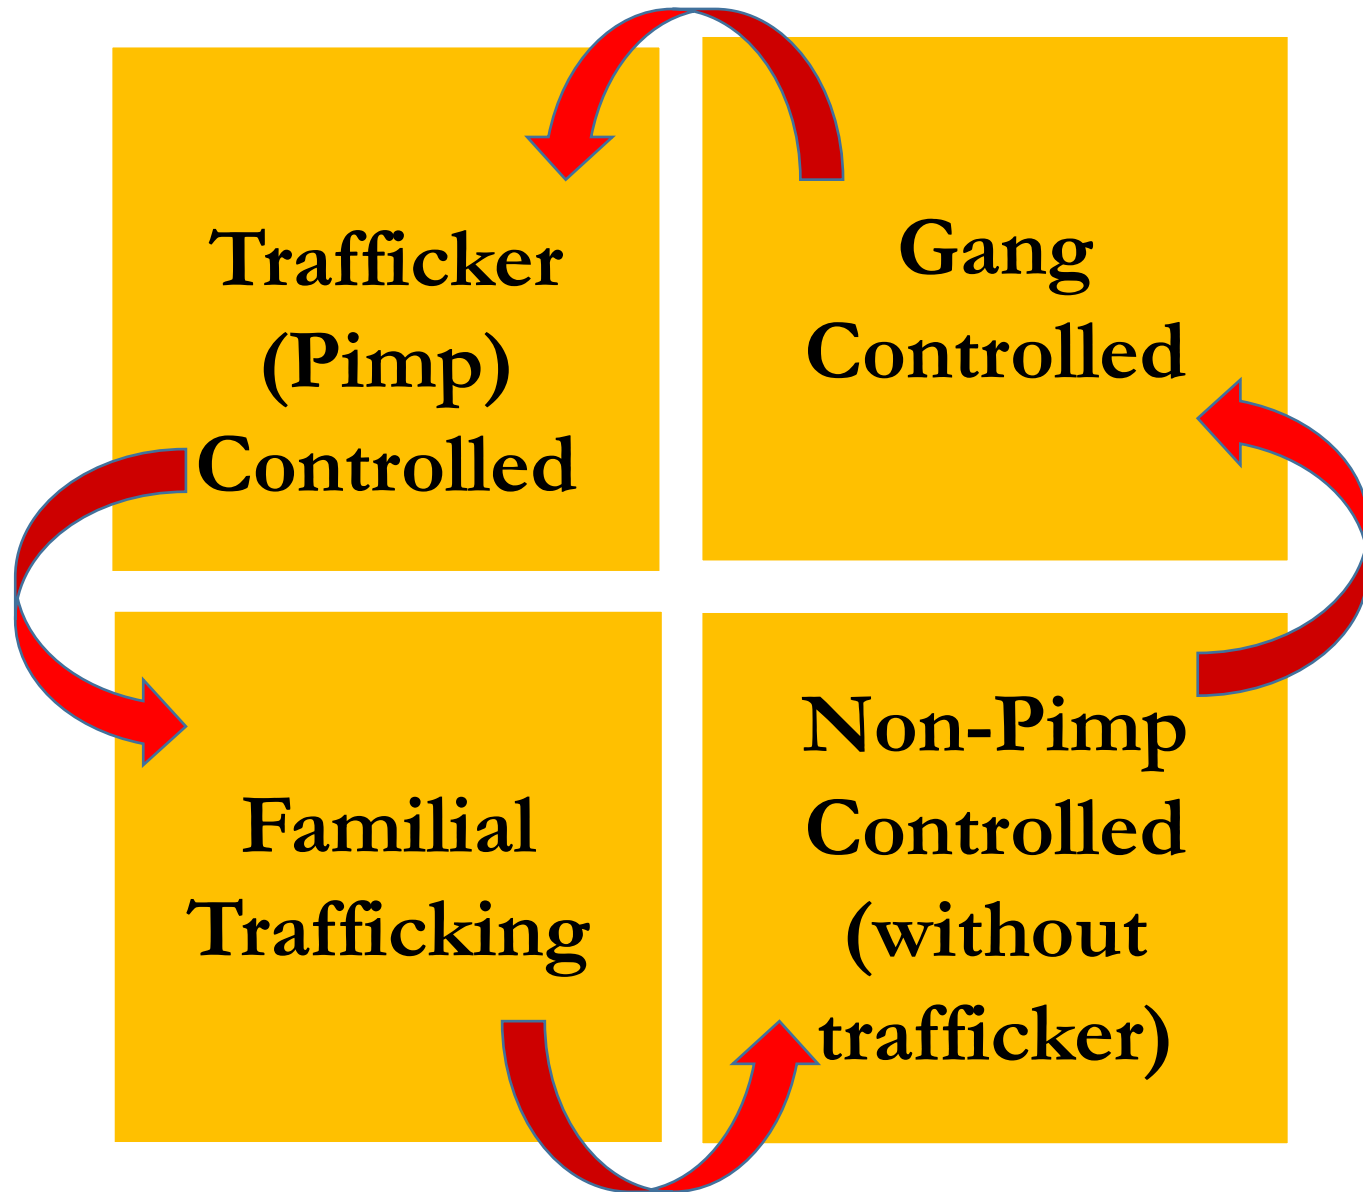 Trafficker
(Pimp)
Controlled
Gang
Controlled
Familial
Trafficking
Non-Pimp
Controlled
(without
trafficker)